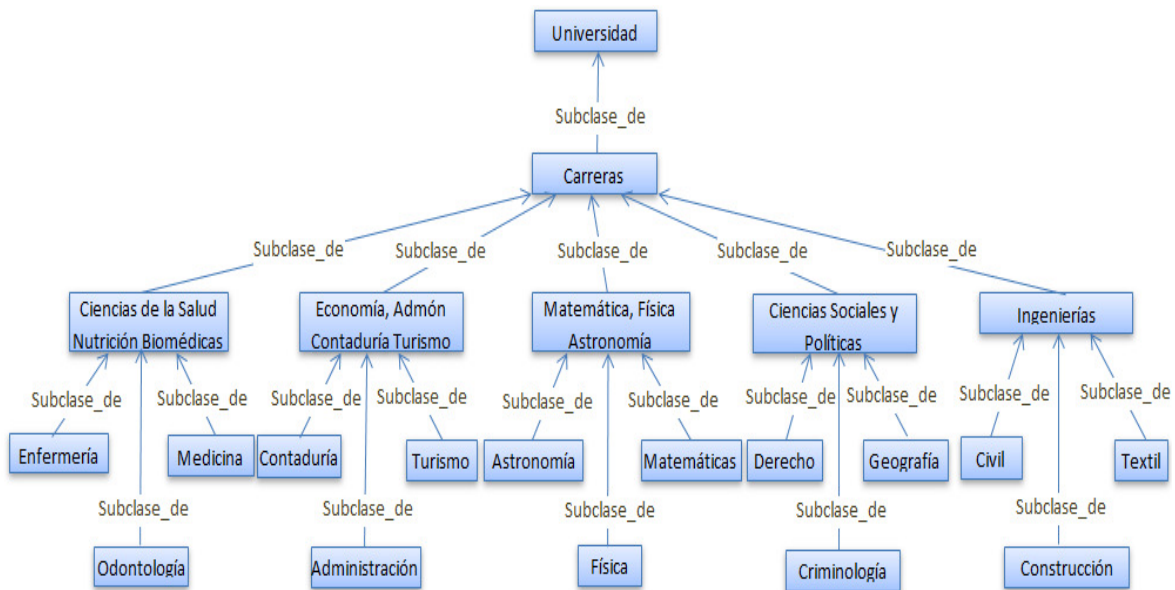 Universidad
Subclase_de
Carreras
Subclase_de
Subclase_de
Subclase_de
Subclase_de
Subclase_de
Ciencias de la Salud
Nutrición Biomédicas
Economía, Admón
Contaduría Turismo
Matemática, Física
Astronomía
Ciencias Sociales y
Políticas
Ingenierías
Subclase_de
Subclase_de
Subclase_de
Subclase_de
Subclase_de
Subclase_de
Subclase_de
Subclase_de
Subclase_de
Subclase_de
Enfermería
Medicina
Contaduría
Turismo
Astronomía
Matemáticas
Derecho
Geografía
Civil
Textil
Subclase_de
Subclase_de
Subclase_de
Subclase_de
Subclase_de
Odontología
Administración
Física
Criminología
Construcción